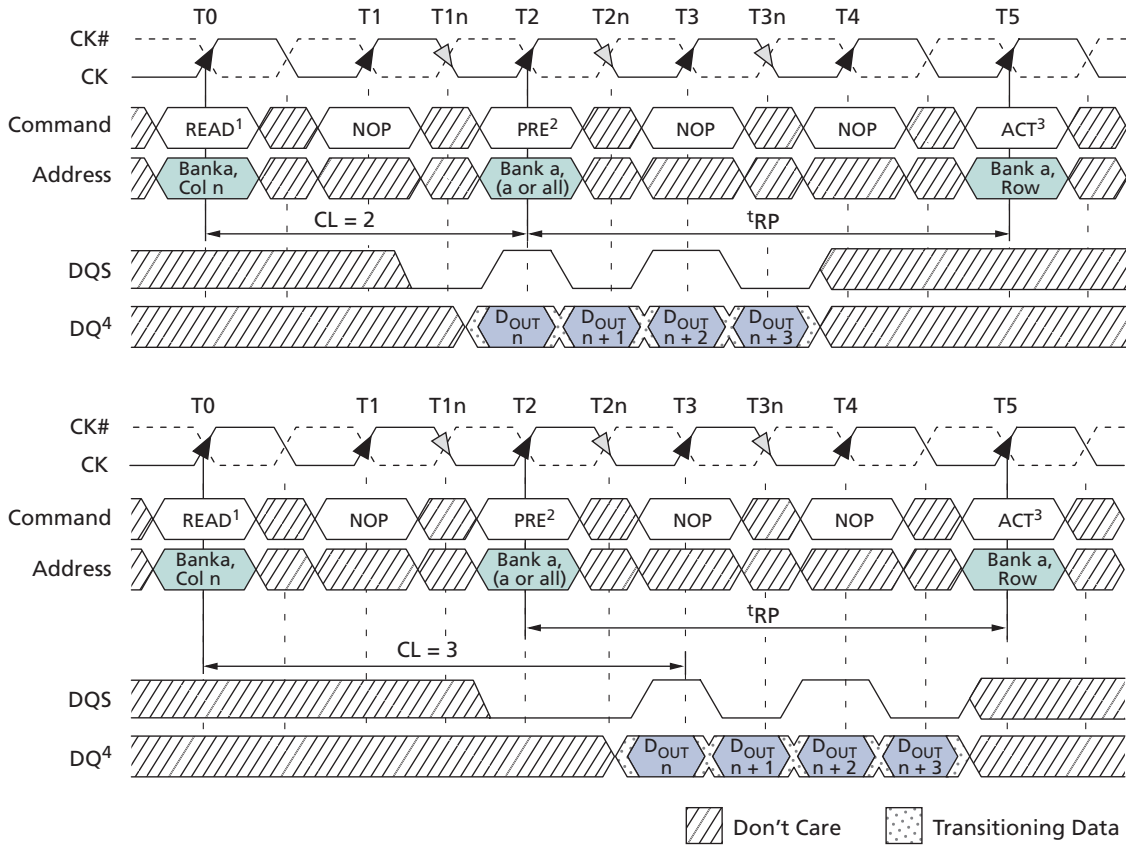 T0 T1 T1n T2 T2n T3 T3n T4 T5
CK#
CK
Command READ¹ NOP PRE² NOP NOP ACT³
Address Banka, Col n Bank a, (a or all) Bank a, Row
CL = 2 ᵗRP
DQS
DQ⁴ DOUT n DOUT n + 1 DOUT n + 2 DOUT n + 3
T0 T1 T1n T2 T2n T3 T3n T4 T5
CK#
CK
Command READ¹ NOP PRE² NOP NOP ACT³
Address Banka, Col n Bank a, (a or all) Bank a, Row
ᵗRP
CL = 3
DQS
DQ⁴ DOUT n DOUT n + 1 DOUT n + 2 DOUT n + 3
Don't Care Transitioning Data